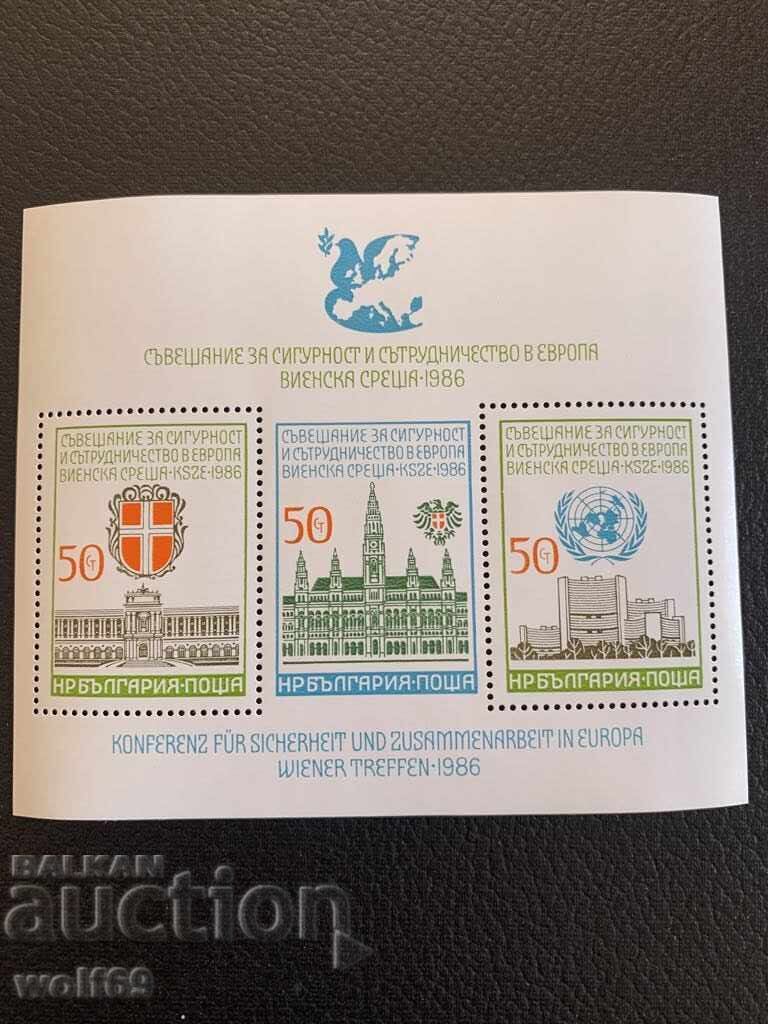 СЪВЕЩАНИЕ ЗА СИГУРНОСТ И СЪТРУДНИЧЕСТВО В ЕВРОПА
ВИЕНСКА СРЕЩА·1986
СЪВЕЩАНИЕ ЗА СИГУРНОСТ
И СЪТРУДНИЧЕСТВО В ЕВРОПА
ВИЕНСКА СРЕЩА·KSZE·1986
50 СТ
НР БЪЛГАРИЯ·ПОЩА
СЪВЕЩАНИЕ ЗА СИГУРНОСТ
И СЪТРУДНИЧЕСТВО В ЕВРОПА
ВИЕНСКА СРЕЩА·KSZE·1986
50 СТ
НР БЪЛГАРИЯ·ПОЩА
СЪВЕЩАНИЕ ЗА СИГУРНОСТ
И СЪТРУДНИЧЕСТВО В ЕВРОПА
ВИЕНСКА СРЕЩА·KSZE·1986
50 СТ
НР БЪЛГАРИЯ·ПОЩА
KONFERENZ FÜR SICHERHEIT UND ZUSAMMENARBEIT IN EUROPA
WIENER TREFFEN·1986
BALKAN
auction
wolf69